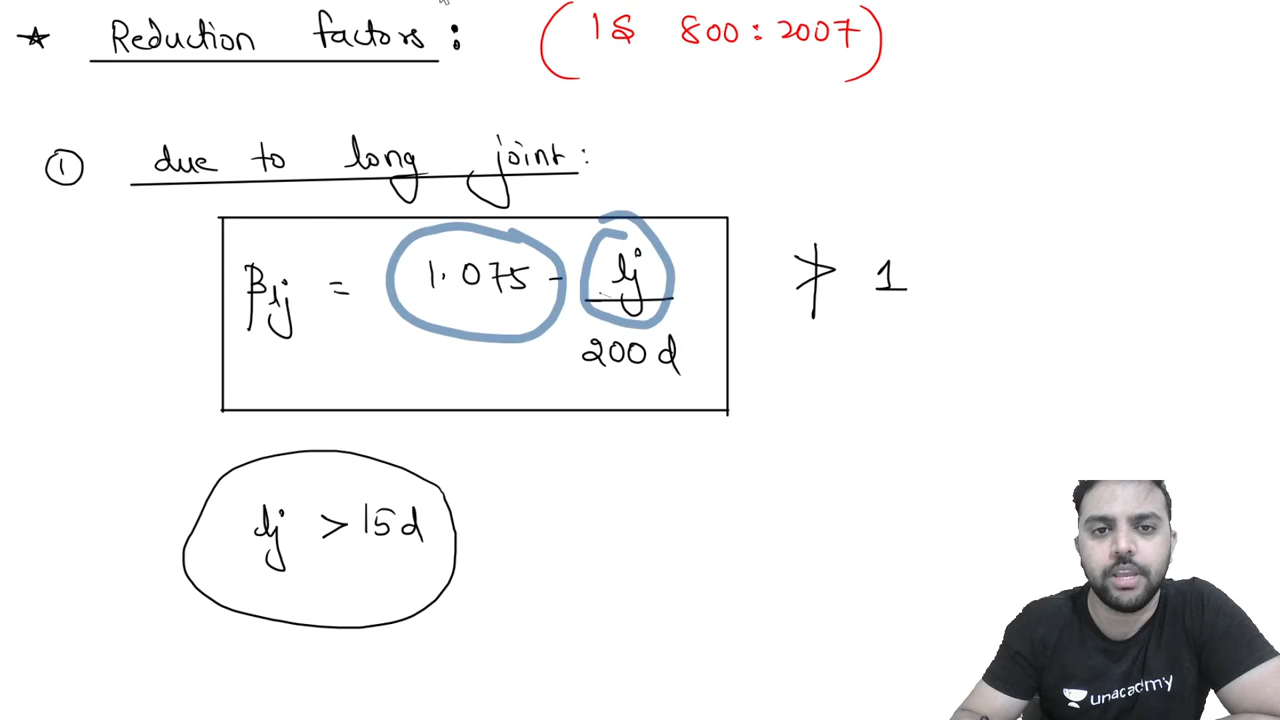 ★ Reduction factors : (IS 800 : 2007)
① due to long joint :
βlj = 1.075 - lj/200d ≯ 1
lj > 15d
unacademy